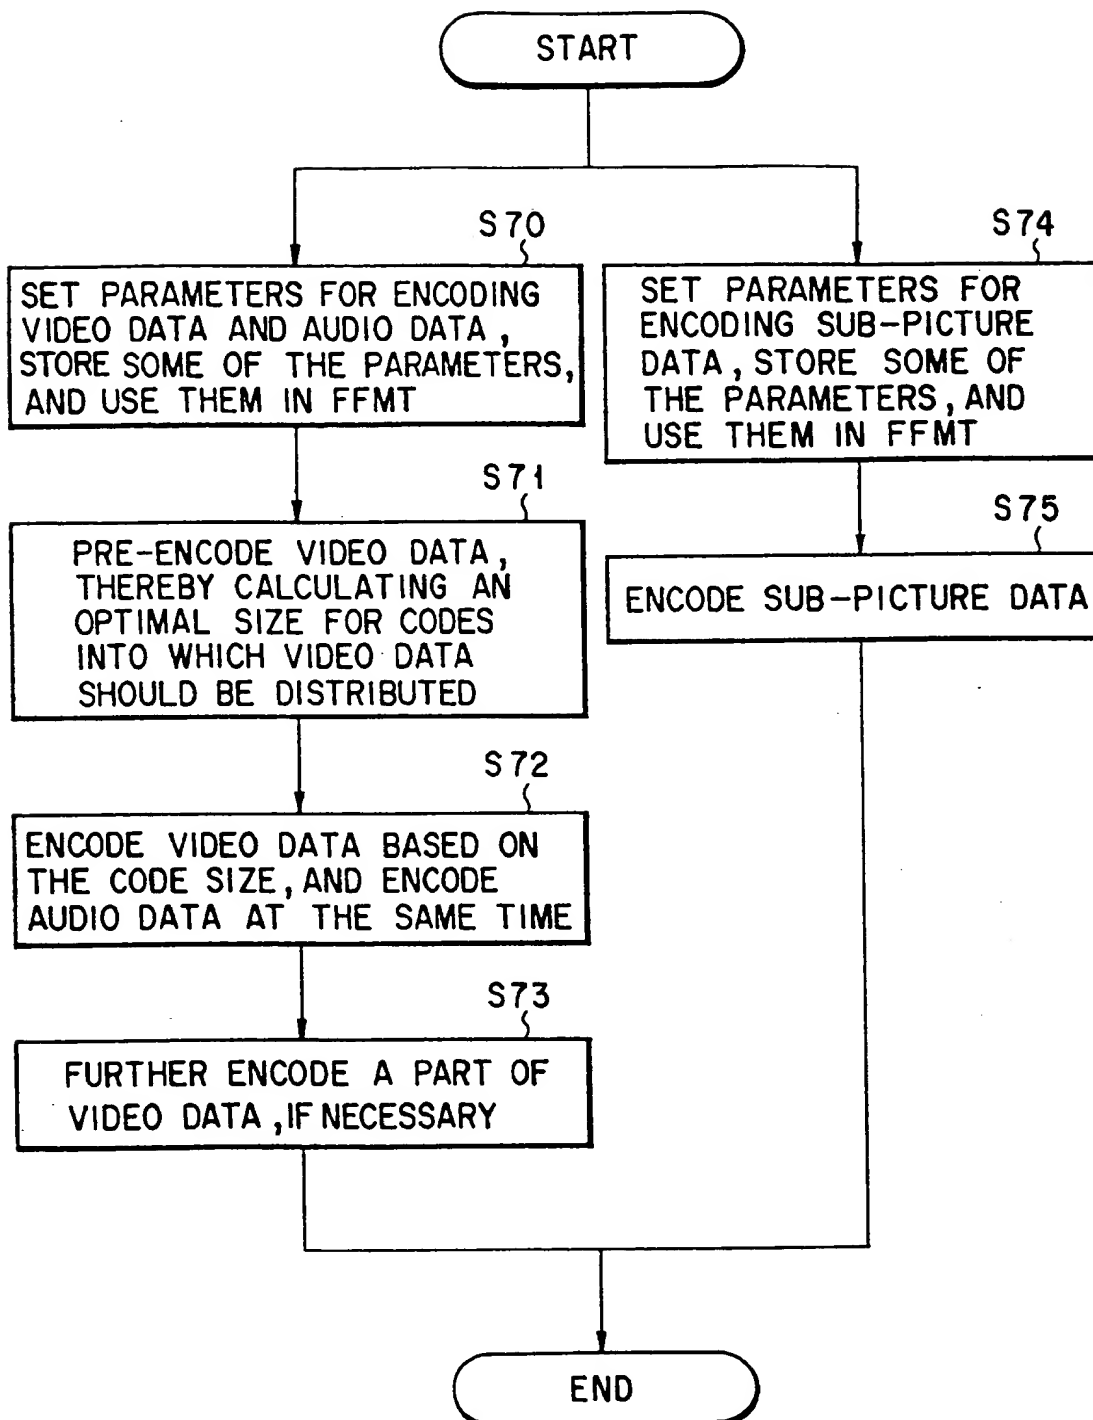 START
S70
SET PARAMETERS FOR ENCODING
VIDEO DATA AND AUDIO DATA,
STORE SOME OF THE PARAMETERS,
AND USE THEM IN FFMT
S71
PRE-ENCODE VIDEO DATA,
THEREBY CALCULATING AN
OPTIMAL SIZE FOR CODES
INTO WHICH VIDEO DATA
SHOULD BE DISTRIBUTED
S72
ENCODE VIDEO DATA BASED ON
THE CODE SIZE, AND ENCODE
AUDIO DATA AT THE SAME TIME
S73
FURTHER ENCODE A PART OF
VIDEO DATA, IF NECESSARY
S74
SET PARAMETERS FOR
ENCODING SUB-PICTURE
DATA, STORE SOME OF
THE PARAMETERS, AND
USE THEM IN FFMT
S75
ENCODE SUB-PICTURE DATA
END